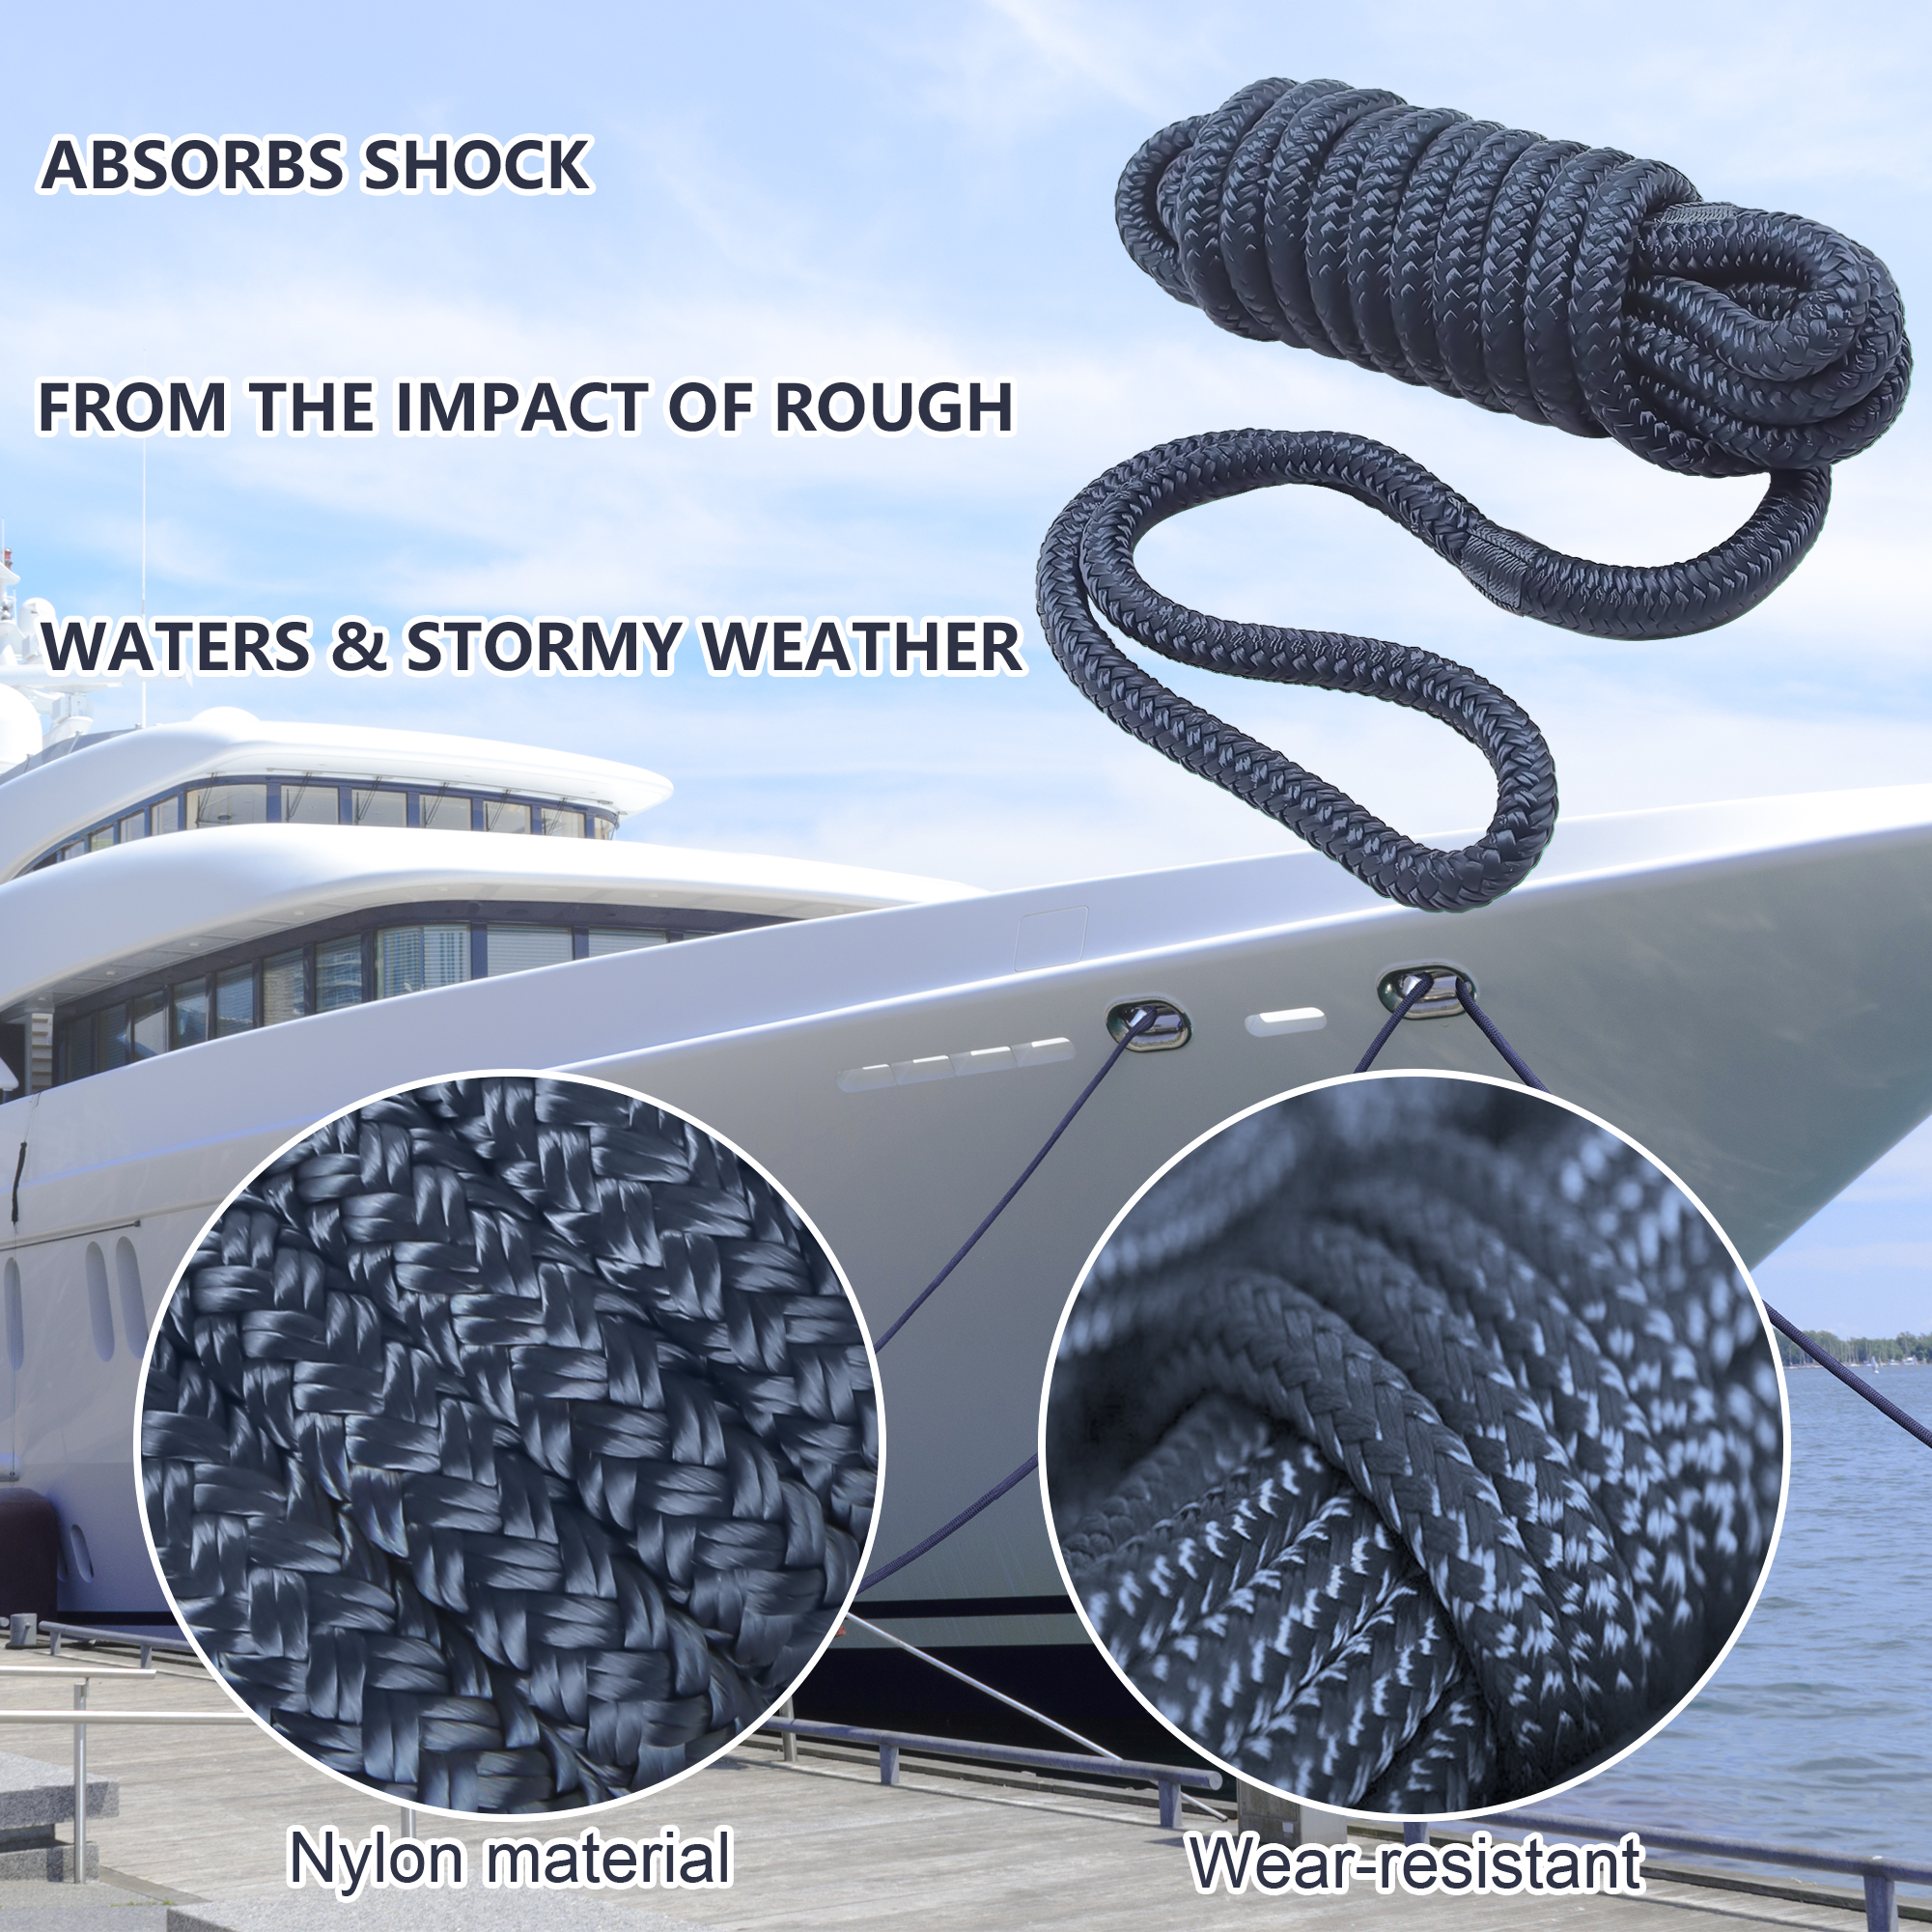 ABSORBS SHOCK
FROM THE IMPACT OF ROUGH
WATERS & STORMY WEATHER
Nylon material
Wear-resistant